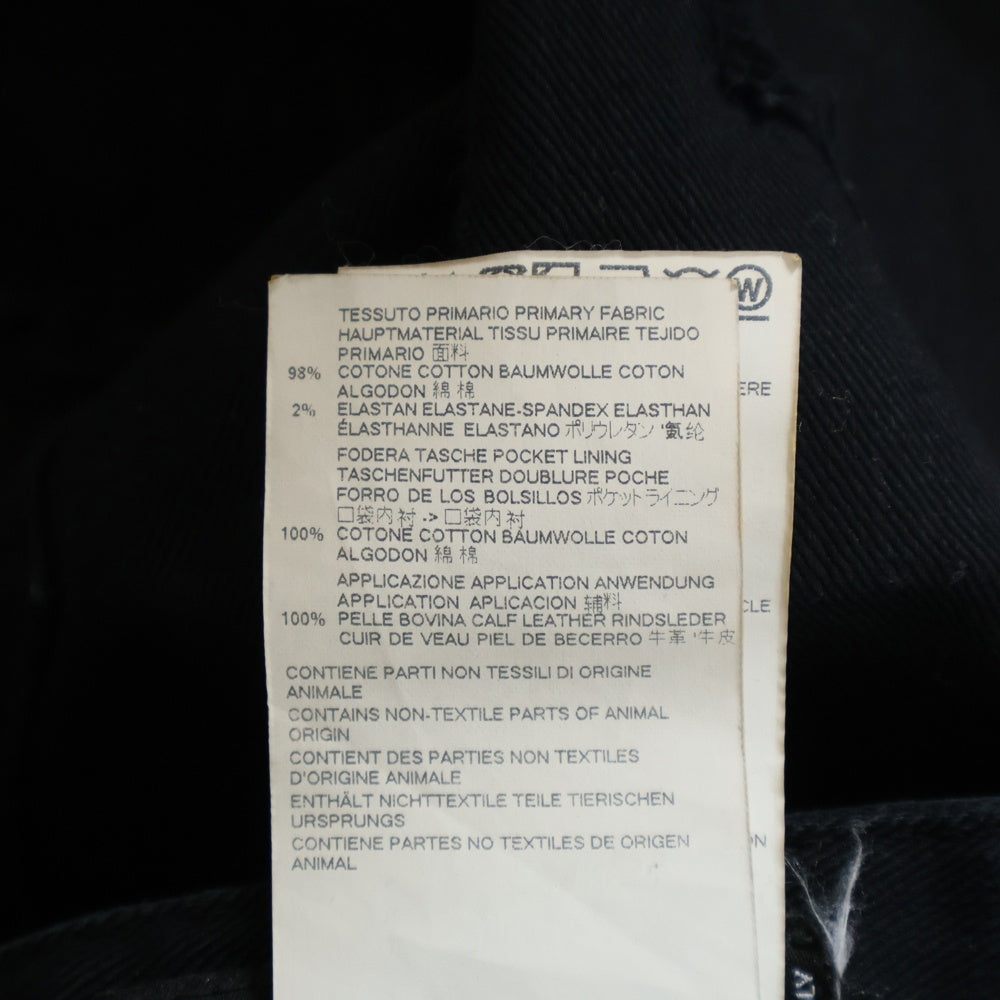 W
TESSUTO PRIMARIO PRIMARY FABRIC
HAUPTMATERIAL TISSU PRIMAIRE TEJIDO
PRIMARIO 面料
98% COTONE COTTON BAUMWOLLE COTON
ALGODON 綿 棉
2% ELASTAN ELASTANE-SPANDEX ELASTHAN
ÉLASTHANNE ELASTANO ポリウレタン '氨纶
FODERA TASCHE POCKET LINING
TASCHENFUTTER DOUBLURE POCHE
FORRO DE LOS BOLSILLOS ポケットライニング
口袋内衬 -> 口袋内衬
100% COTONE COTTON BAUMWOLLE COTON
ALGODON 綿 棉
APPLICAZIONE APPLICATION ANWENDUNG
APPLICATION APLICACION 辅料
100% PELLE BOVINA CALF LEATHER RINDSLEDER
CUIR DE VEAU PIEL DE BECERRO 牛革 '牛皮
CONTIENE PARTI NON TESSILI DI ORIGINE
ANIMALE
CONTAINS NON-TEXTILE PARTS OF ANIMAL
ORIGIN
CONTIENT DES PARTIES NON TEXTILES
D'ORIGINE ANIMALE
ENTHÄLT NICHTTEXTILE TEILE TIERISCHEN
URSPRUNGS
CONTIENE PARTES NO TEXTILES DE ORIGEN
ANIMAL